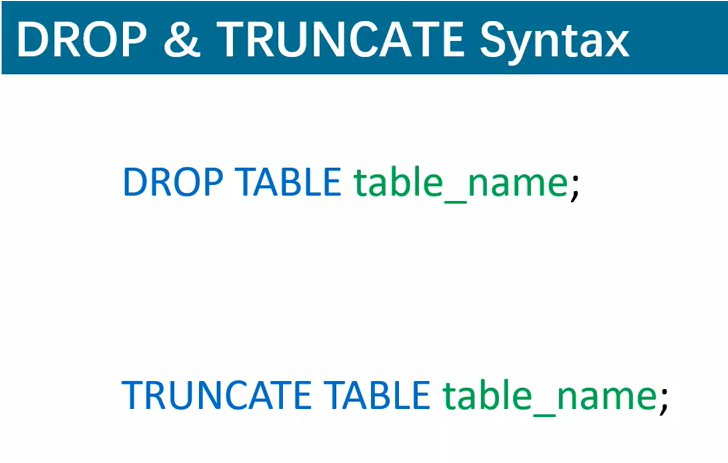 DROP & TRUNCATE Syntax
DROP TABLE table_name;
TRUNCATE TABLE table_name;